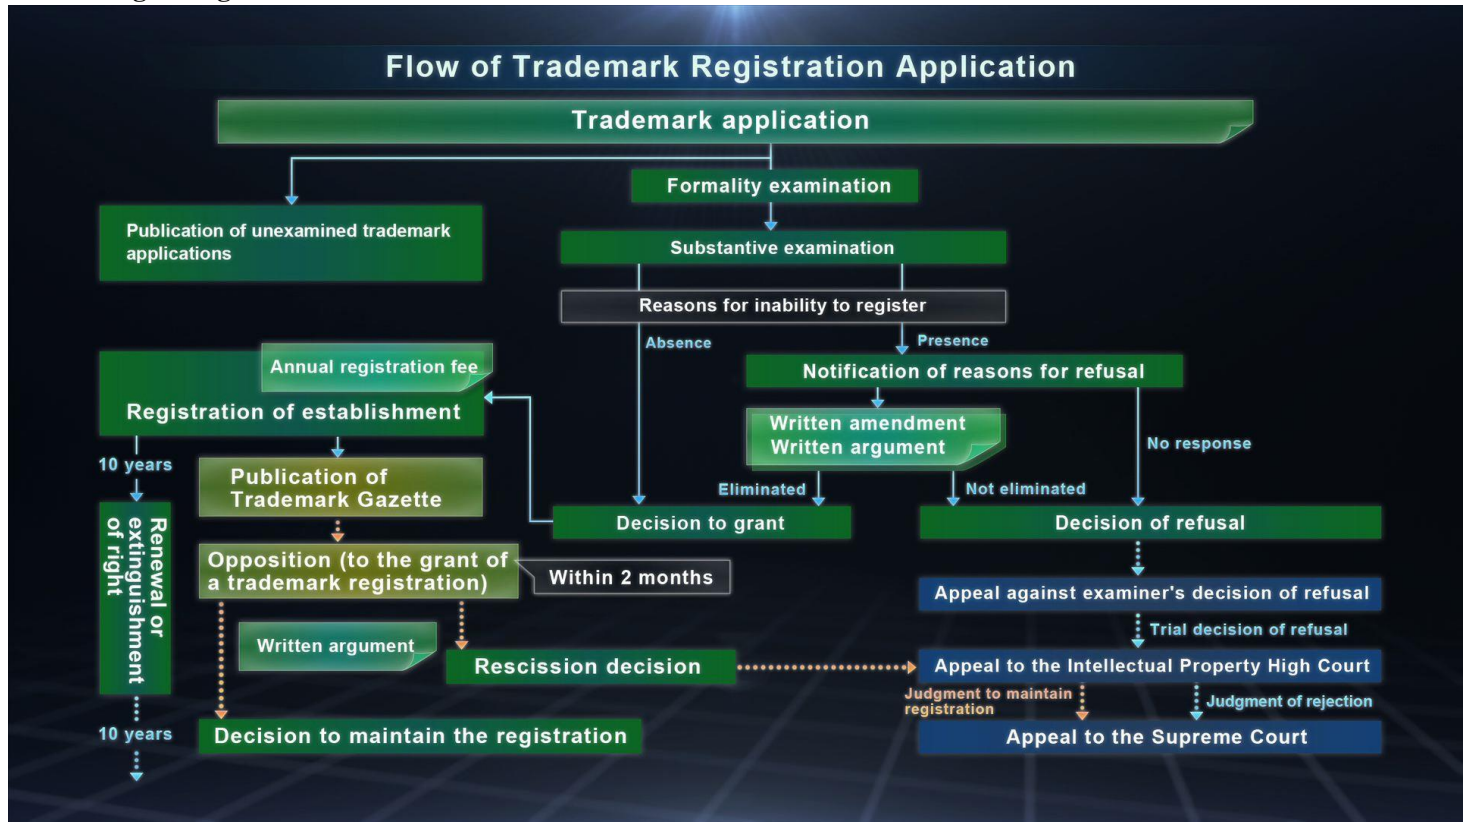 Flow of Trademark Registration Application
Trademark application
Formality examination
Publication of unexamined trademark
applications
Substantive examination
Reasons for inability to register
Absence
Presence
Annual registration fee
Registration of establishment
Notification of reasons for refusal
Written amendment
Written argument
No response
10 years
Publication of
Trademark Gazette
Eliminated
Not eliminated
Decision to grant
Decision of refusal
Renewal or
extinguishment
of right
Opposition (to the grant of
a trademark registration)
Within 2 months
Appeal against examiner's decision of refusal
Trial decision of refusal
Written argument
Rescission decision
Appeal to the Intellectual Property High Court
Judgment to maintain
registration
Judgment of rejection
10 years
Decision to maintain the registration
Appeal to the Supreme Court